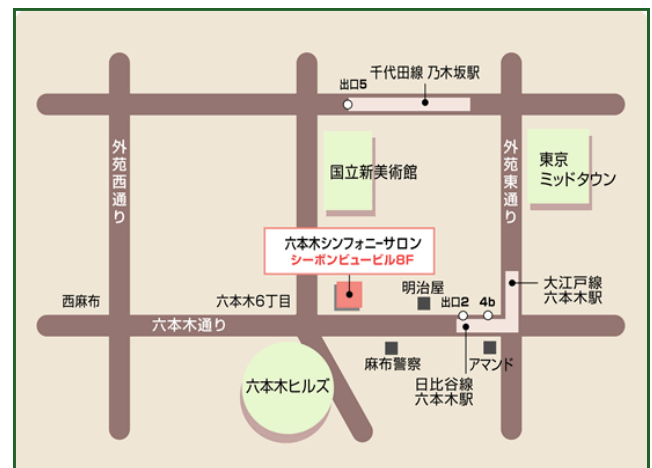 千代田線 乃木坂駅
出口5
外苑西通り
国立新美術館
外苑東通り
東京
ミッドタウン
六本木シンフォニーサロン
シーボンビュービル8F
大江戸線
六本木駅
西麻布
六本木6丁目
明治屋
出口2
4b
六本木通り
麻布警察
アマンド
日比谷線
六本木駅
六本木ヒルズ